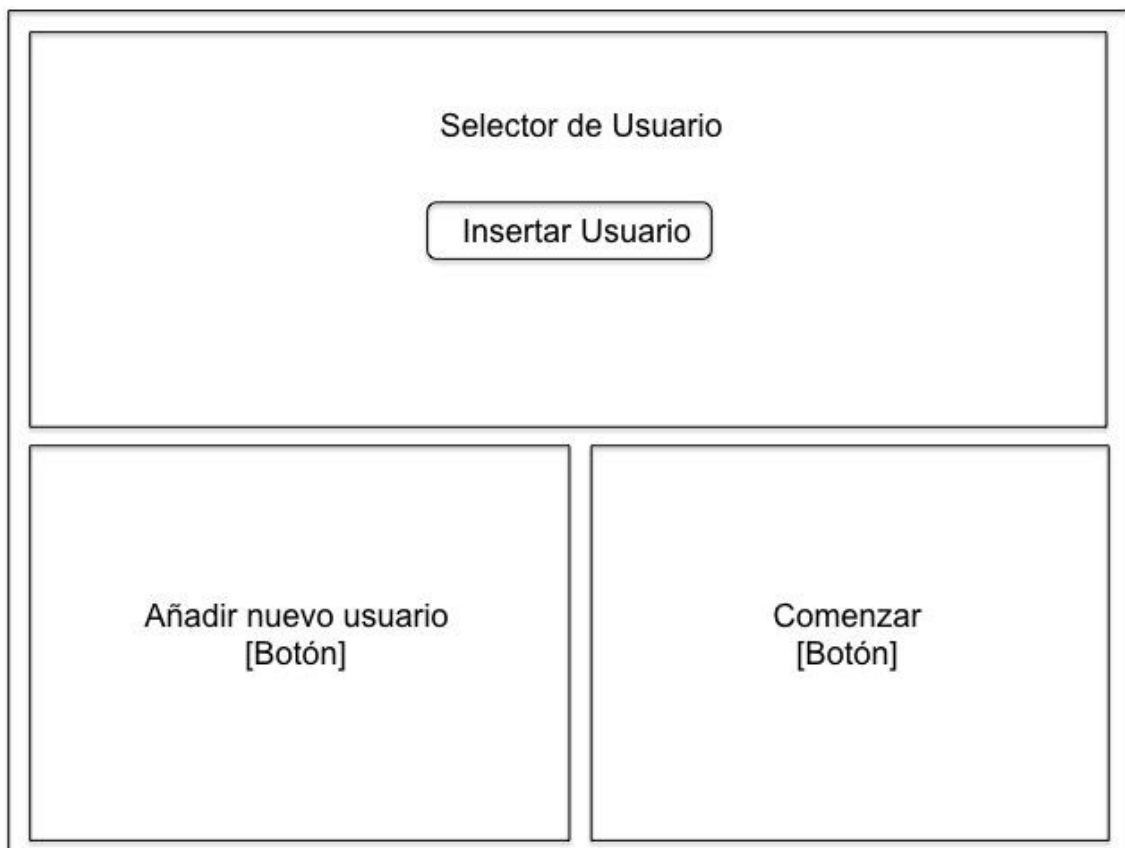 Selector de Usuario
Insertar Usuario
Añadir nuevo usuario
[Botón]
Comenzar
[Botón]